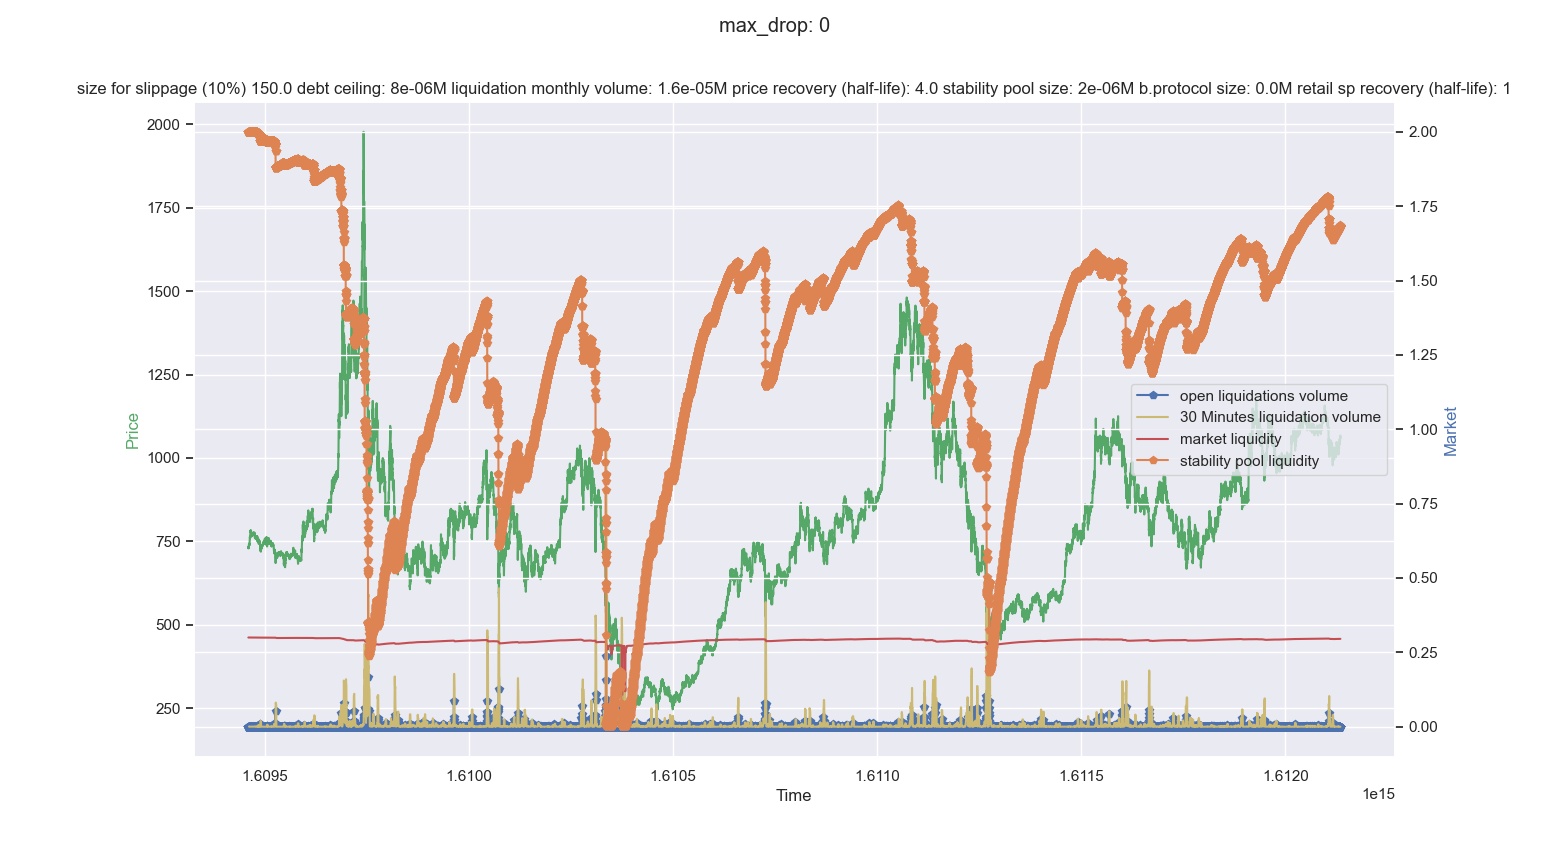 max_drop: 0
size for slippage (10%) 150.0 debt ceiling: 8e-06M liquidation monthly volume: 1.6e-05M price recovery (half-life): 4.0 stability pool size: 2e-06M b.protocol size: 0.0M retail sp recovery (half-life): 1
2000
1750
1500
1250
1000
750
500
250
Price
2.00
1.75
1.50
1.25
1.00
0.75
0.50
0.25
0.00
Market
open liquidations volume
30 Minutes liquidation volume
market liquidity
stability pool liquidity
1.6095 1.6100 1.6105 1.6110 1.6115 1.6120
Time
1e15